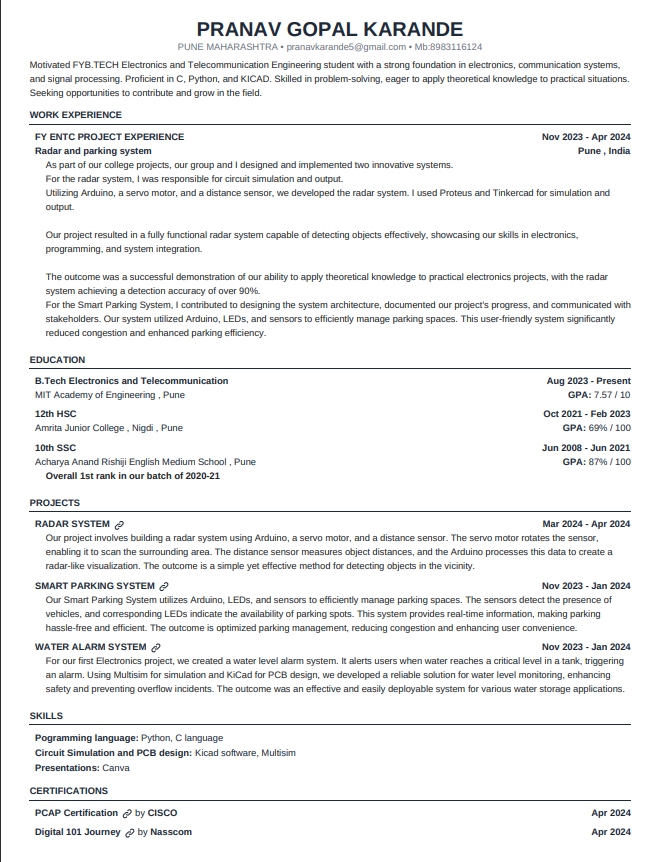 PRANAV GOPAL KARANDE
PUNE MAHARASHTRA • pranavkarande5@gmail.com • Mb:8983116124
Motivated FYB.TECH Electronics and Telecommunication Engineering student with a strong foundation in electronics, communication systems,
and signal processing. Proficient in C, Python, and KICAD. Skilled in problem-solving, eager to apply theoretical knowledge to practical situations.
Seeking opportunities to contribute and grow in the field.
WORK EXPERIENCE
FY ENTC PROJECT EXPERIENCE Nov 2023 - Apr 2024
Radar and parking system Pune , India
As part of our college projects, our group and I designed and implemented two innovative systems.
For the radar system, I was responsible for circuit simulation and output.
Utilizing Arduino, a servo motor, and a distance sensor, we developed the radar system. I used Proteus and Tinkercad for simulation and
output.
Our project resulted in a fully functional radar system capable of detecting objects effectively, showcasing our skills in electronics,
programming, and system integration.
The outcome was a successful demonstration of our ability to apply theoretical knowledge to practical electronics projects, with the radar
system achieving a detection accuracy of over 90%.
For the Smart Parking System, I contributed to designing the system architecture, documented our project's progress, and communicated with
stakeholders. Our system utilized Arduino, LEDs, and sensors to efficiently manage parking spaces. This user-friendly system significantly
reduced congestion and enhanced parking efficiency.
EDUCATION
B.Tech Electronics and Telecommunication Aug 2023 - Present
MIT Academy of Engineering , Pune GPA: 7.57 / 10
12th HSC Oct 2021 - Feb 2023
Amrita Junior College , Nigdi , Pune GPA: 69% / 100
10th SSC Jun 2008 - Jun 2021
Acharya Anand Rishiji English Medium School , Pune GPA: 87% / 100
Overall 1st rank in our batch of 2020-21
PROJECTS
RADAR SYSTEM Mar 2024 - Apr 2024
Our project involves building a radar system using Arduino, a servo motor, and a distance sensor. The servo motor rotates the sensor,
enabling it to scan the surrounding area. The distance sensor measures object distances, and the Arduino processes this data to create a
radar-like visualization. The outcome is a simple yet effective method for detecting objects in the vicinity.
SMART PARKING SYSTEM Nov 2023 - Jan 2024
Our Smart Parking System utilizes Arduino, LEDs, and sensors to efficiently manage parking spaces. The sensors detect the presence of
vehicles, and corresponding LEDs indicate the availability of parking spots. This system provides real-time information, making parking
hassle-free and efficient. The outcome is optimized parking management, reducing congestion and enhancing user convenience.
WATER ALARM SYSTEM Nov 2023 - Jan 2024
For our first Electronics project, we created a water level alarm system. It alerts users when water reaches a critical level in a tank, triggering
an alarm. Using Multisim for simulation and KiCad for PCB design, we developed a reliable solution for water level monitoring, enhancing
safety and preventing overflow incidents. The outcome was an effective and easily deployable system for various water storage applications.
SKILLS
Pogramming language: Python, C language
Circuit Simulation and PCB design: Kicad software, Multisim
Presentations: Canva
CERTIFICATIONS
PCAP Certification by CISCO Apr 2024
Digital 101 Journey by Nasscom Apr 2024